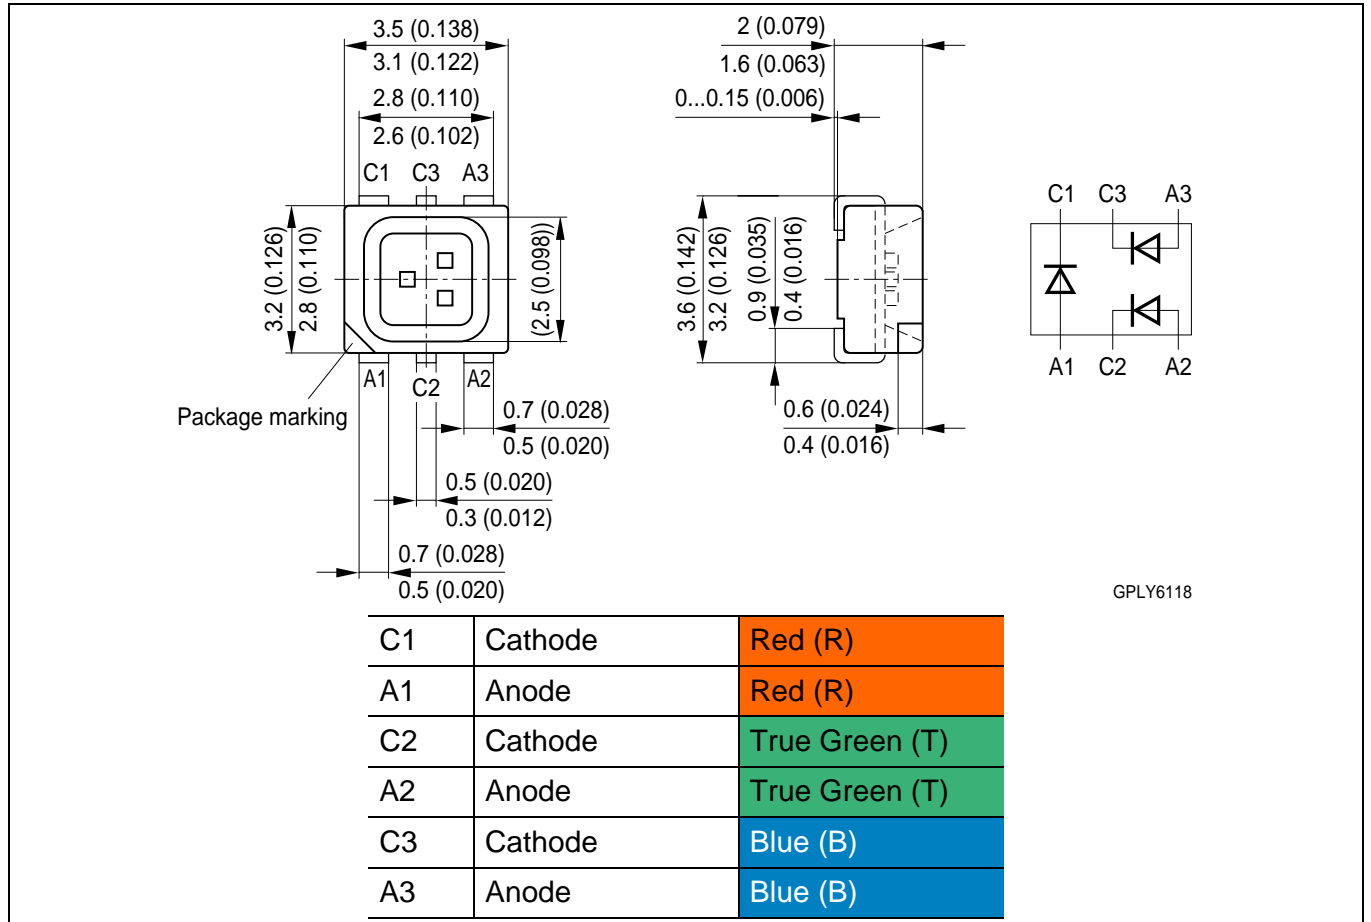 3.5 (0.138)
3.1 (0.122)
2.8 (0.110)
2.6 (0.102)
C1 C3 A3
3.2 (0.126)
2.8 (0.110)
(2.5 (0.098))
A1 C2 A2
Package marking
0.7 (0.028)
0.5 (0.020)
0.5 (0.020)
0.3 (0.012)
0.7 (0.028)
0.5 (0.020)
2 (0.079)
1.6 (0.063)
0...0.15 (0.006)
3.6 (0.142)
3.2 (0.126)
0.9 (0.035)
0.4 (0.016)
0.6 (0.024)
0.4 (0.016)
C1 C3 A3
A1 C2 A2
GPLY6118
C1 Cathode Red (R)
A1 Anode Red (R)
C2 Cathode True Green (T)
A2 Anode True Green (T)
C3 Cathode Blue (B)
A3 Anode Blue (B)